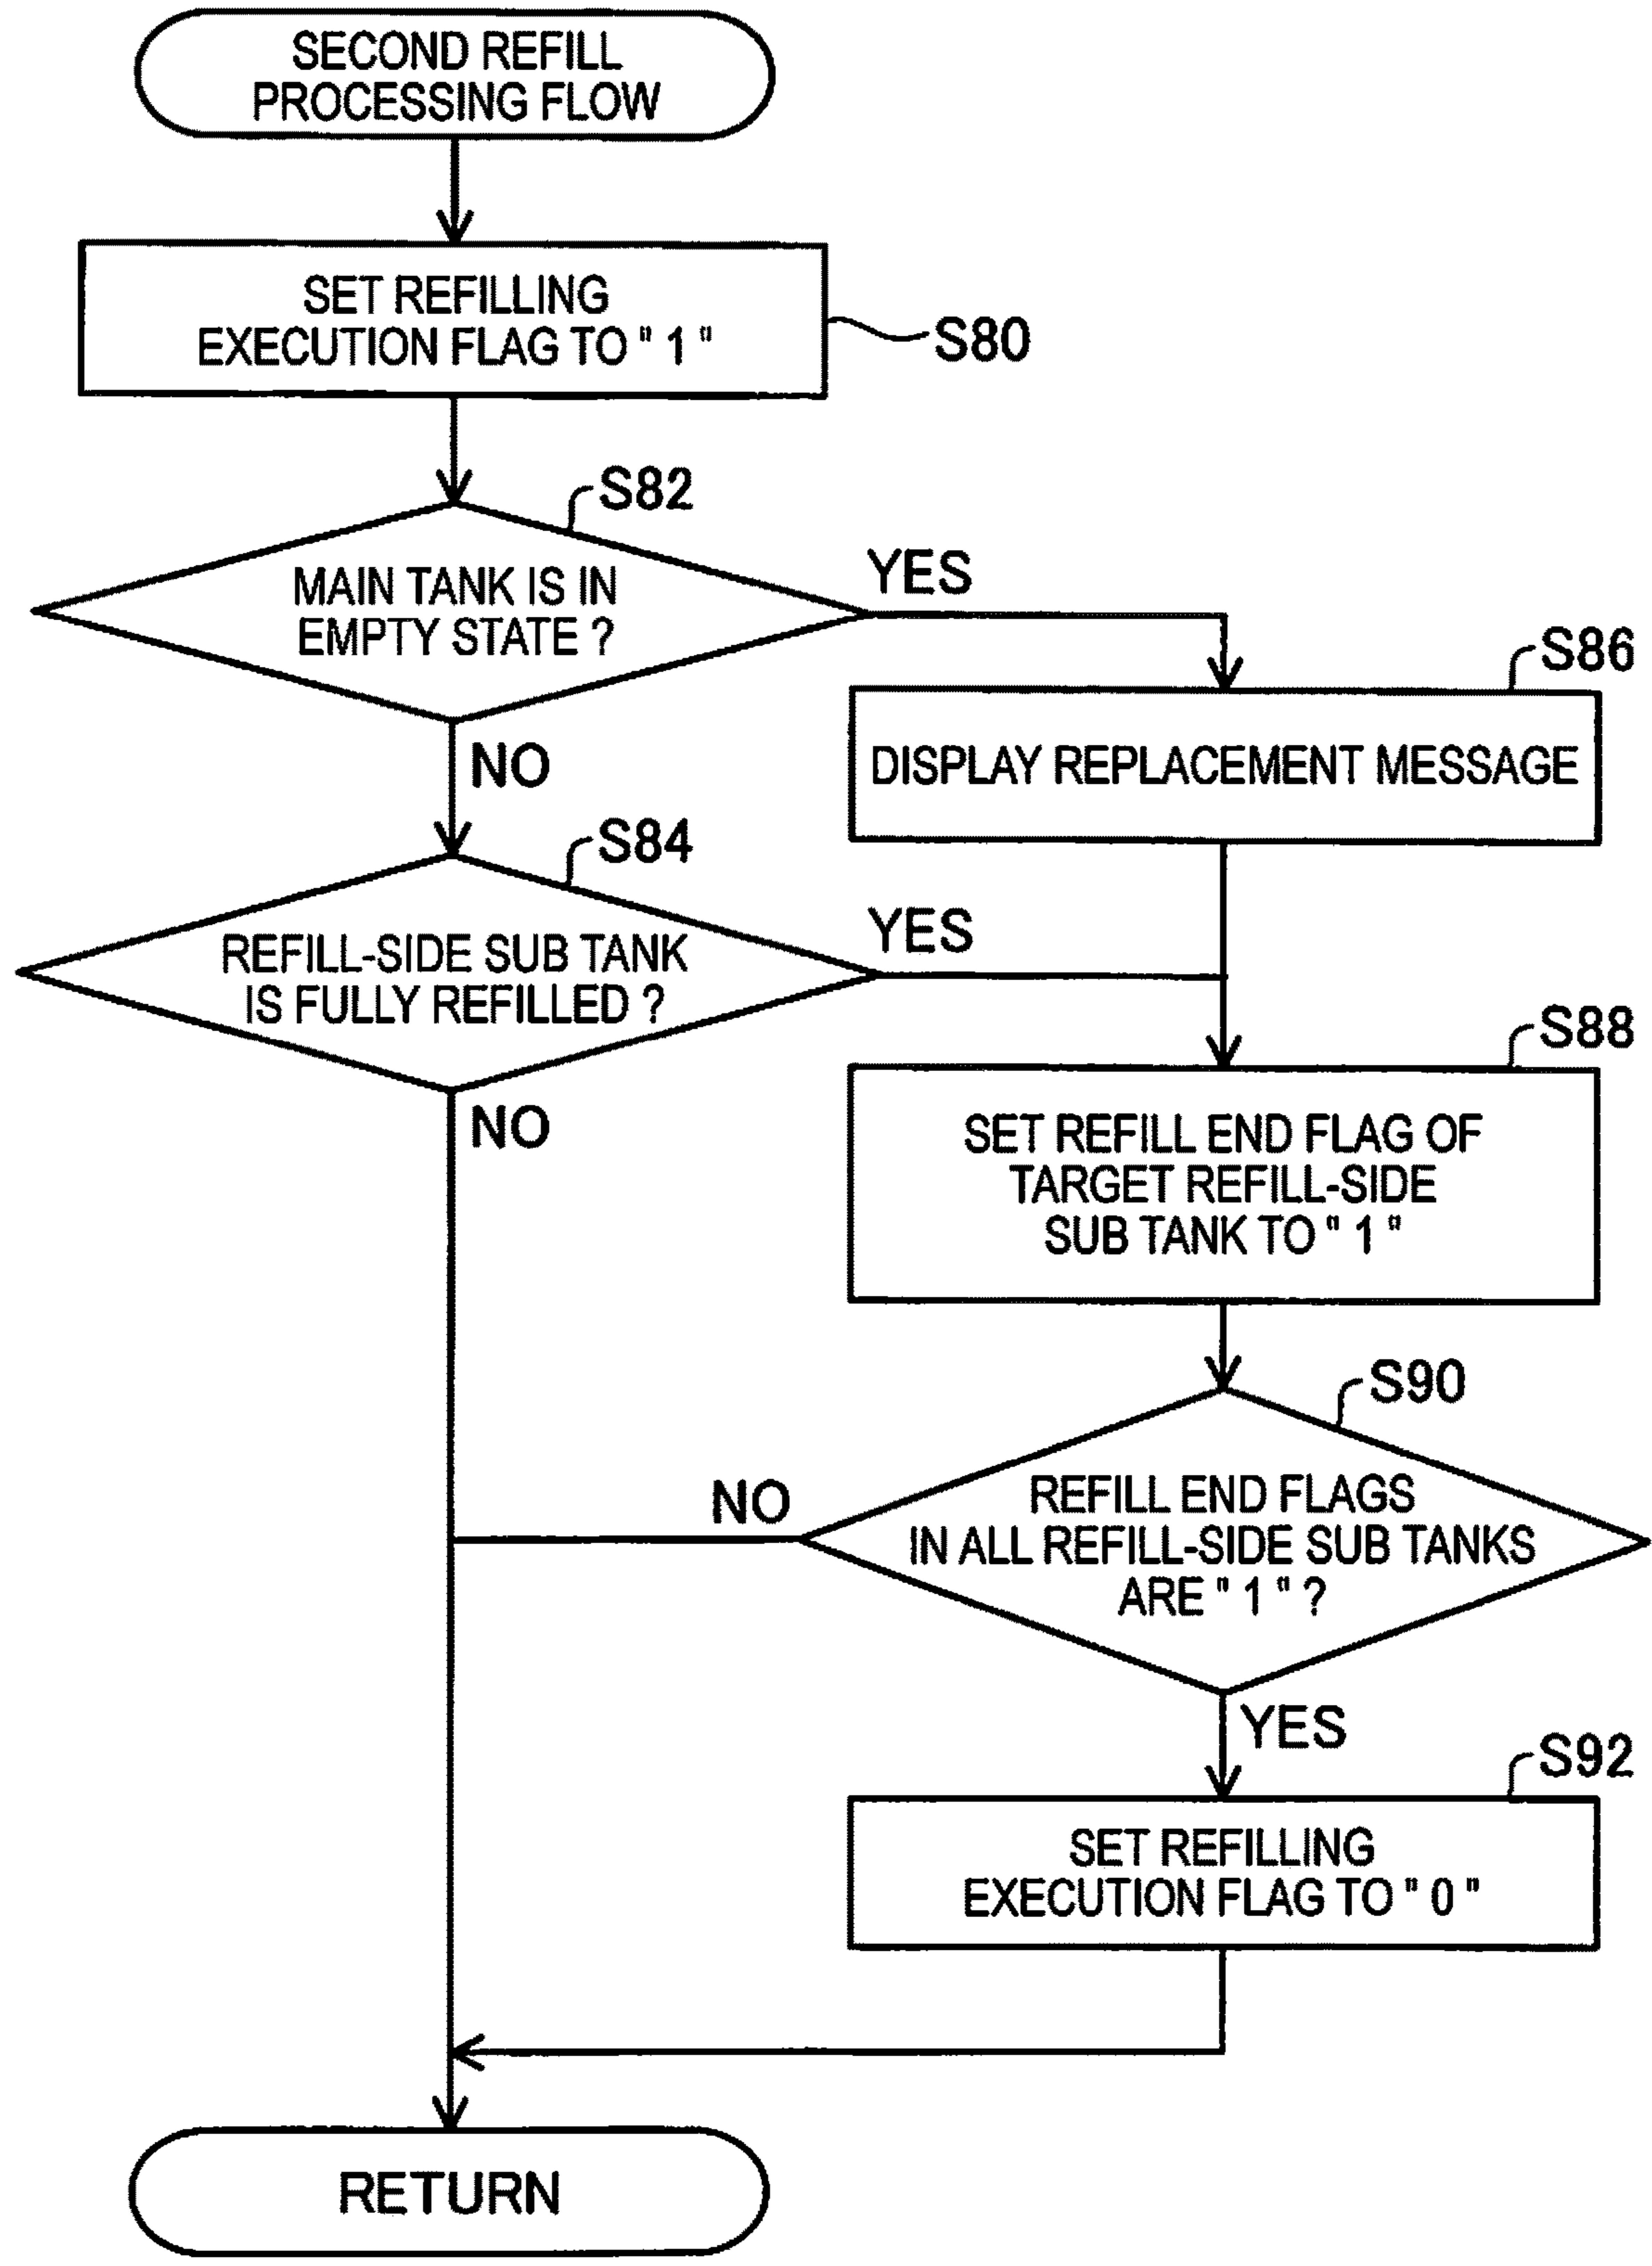 SECOND REFILL
PROCESSING FLOW
SET REFILLING
EXECUTION FLAG TO " 1 "
S80
S82
MAIN TANK IS IN
EMPTY STATE ?
YES
NO
S86
DISPLAY REPLACEMENT MESSAGE
S84
REFILL-SIDE SUB TANK
IS FULLY REFILLED ?
YES
NO
S88
SET REFILL END FLAG OF
TARGET REFILL-SIDE
SUB TANK TO " 1 "
S90
REFILL END FLAGS
IN ALL REFILL-SIDE SUB TANKS
ARE " 1 " ?
NO
YES
S92
SET REFILLING
EXECUTION FLAG TO " 0 "
RETURN